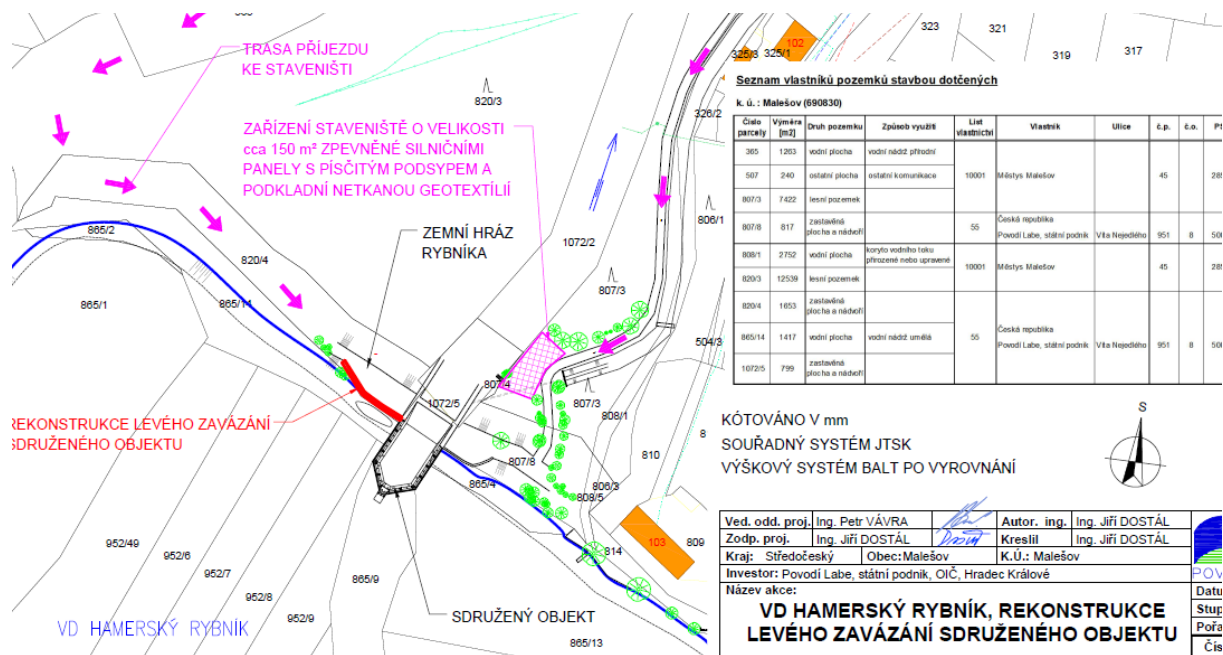 TRASA PŘÍJEZDU
KE STAVENIŠTI
820/3
ZAŘÍZENÍ STAVENIŠTĚ O VELIKOSTI
cca 150 m² ZPEVNĚNÉ SILNIČNÍMI
PANELY S PÍSČITÝM PODSYPEM A
PODKLADNÍ NETKANOU GEOTEXTÍLIÍ
ZEMNÍ HRÁZ
RYBNÍKA
865/2
820/4
865/1
865/14
1072/2
807/3
806/1
326/2
504/3
325/3
325/1
102
323
321
319
317
807/4
1072/5
807/3
808/1
REKONSTRUKCE LEVÉHO ZAVÁZÁNÍ
SDRUŽENÉHO OBJEKTU
807/8
865/4
806/3
808/5
810
8
103
809
814
952/49
952/6
952/7
952/8
952/9
865/9
865/13
SDRUŽENÝ OBJEKT
VD HAMERSKÝ RYBNÍK
Seznam vlastníků pozemků stavbou dotčených
k. ú. : Malešov (690830)
Číslo parcely Výměra [m2] Druh pozemku Způsob využití List vlastnictví Vlastník Ulice č.p. č.o.
365 1263 vodní plocha vodní nádrž přírodní
507 240 ostatní plocha ostatní komunikace 10001 Městys Malešov 45
807/3 7422 lesní pozemek
807/8 817 zastavěná plocha a nádvoří 55 Česká republika
Povodí Labe, státní podnik Víta Nejedlého 951 8
808/1 2752 vodní plocha koryto vodního toku přirozené nebo upravené 10001 Městys Malešov 45
820/3 12539 lesní pozemek
820/4 1653 zastavěná plocha a nádvoří
865/14 1417 vodní plocha vodní nádrž umělá 55 Česká republika
Povodí Labe, státní podnik Víta Nejedlého 951 8
1072/5 799 zastavěná plocha a nádvoří
KÓTOVÁNO V mm
SOUŘADNÝ SYSTÉM JTSK
VÝŠKOVÝ SYSTÉM BALT PO VYROVNÁNÍ
S
Ved. odd. proj. Ing. Petr VÁVRA Autor. ing. Ing. Jiří DOSTÁL
Zodp. proj. Ing. Jiří DOSTÁL Kreslil Ing. Jiří DOSTÁL
Kraj: Středočeský Obec: Malešov K.Ú.: Malešov
Investor: Povodí Labe, státní podnik, OIČ, Hradec Králové
Název akce:
VD HAMERSKÝ RYBNÍK, REKONSTRUKCE
LEVÉHO ZAVÁZÁNÍ SDRUŽENÉHO OBJEKTU
POV
Datu
Stup
Pořa
Čís